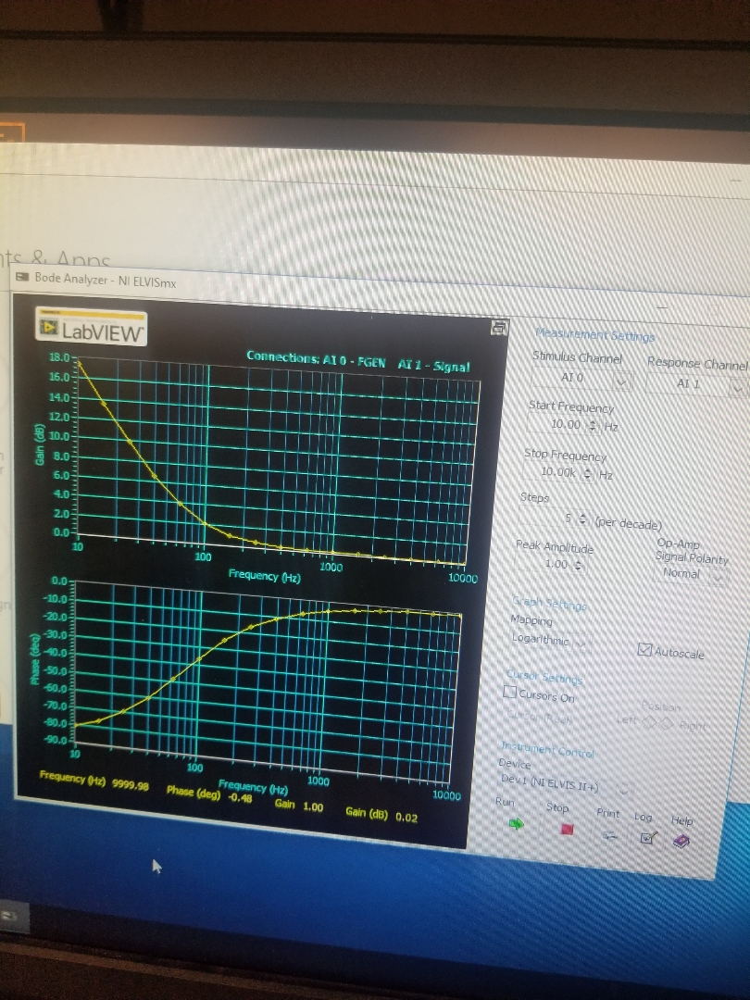 ts & Apps
Bode Analyzer - NI ELVISmx
LabVIEW
Connections: AI 0 - FGEN AI 1 - Signal
18.0
16.0
14.0
12.0
10.0
8.0
6.0
4.0
2.0
0.0
Gain (dB)
10
100
1000
10000
Frequency (Hz)
0.0
-10.0
-20.0
-30.0
-40.0
-50.0
-60.0
-70.0
-80.0
-90.0
Phase (deg)
10
100
1000
10000
Frequency (Hz)
Frequency (Hz) 9999.98 Phase (deg) -0.48 Gain 1.00 Gain (dB) 0.02
Measurement Settings
Stimulus Channel Response Channel
AI 0 AI 1
Start Frequency
10.00 Hz
Stop Frequency
10.00k Hz
Steps
5 (per decade)
Peak Amplitude Op-Amp
Signal Polarity
1.00 Normal
Graph Settings
Mapping
Logarithmic Autoscale
Cursor Settings
Cursors On Position
Left Right
Instrument Control
Device
Dev1 (NI ELVIS II+)
Run Stop Print Log Help